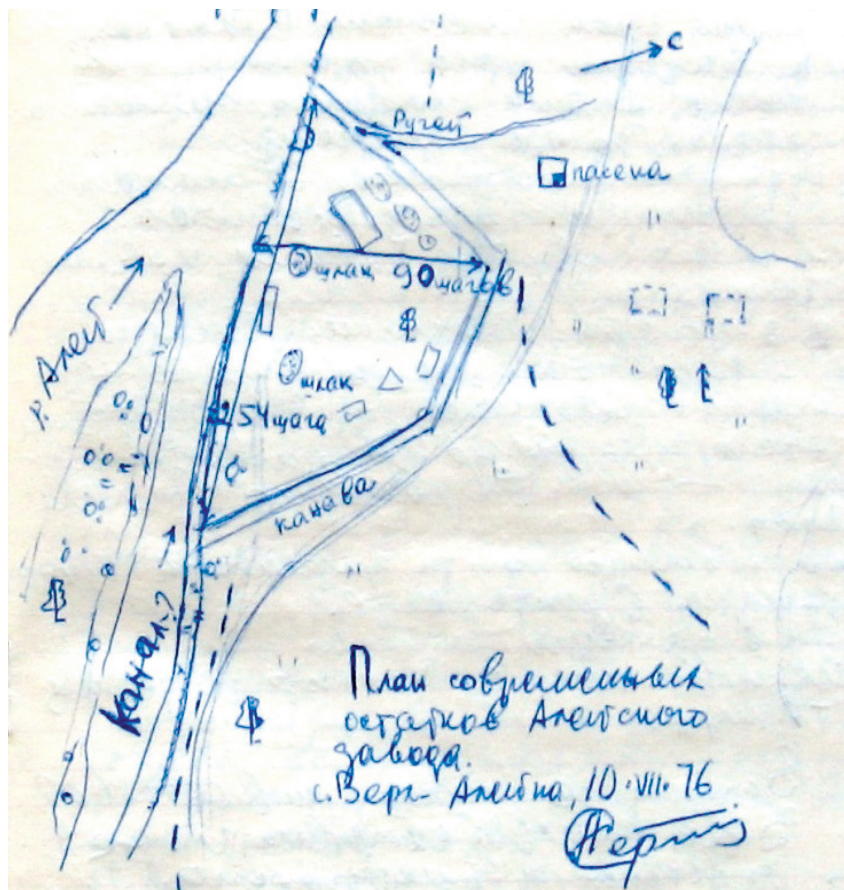 с
Ручей
пасека
шлак 90 шагов
р. Алей
шлак
254 шага
канава
Канал?
План современных
остатков Алейского
завода.
с. Верх-Алейка, 10.VII.76